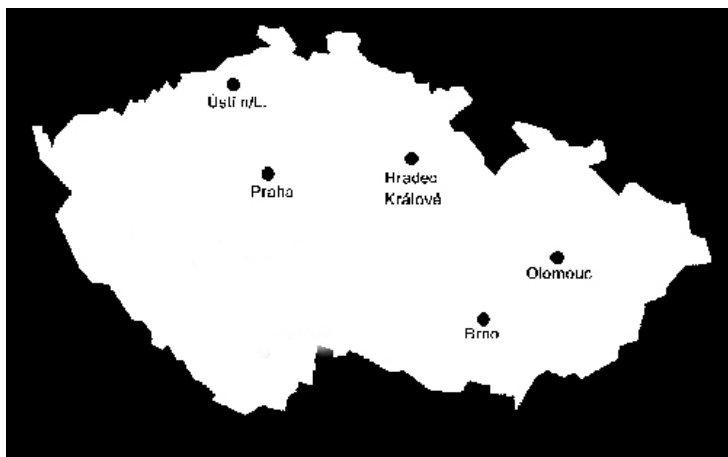 Ústí n/L.
Praha
Hradec
Králové
Olomouc
Brno